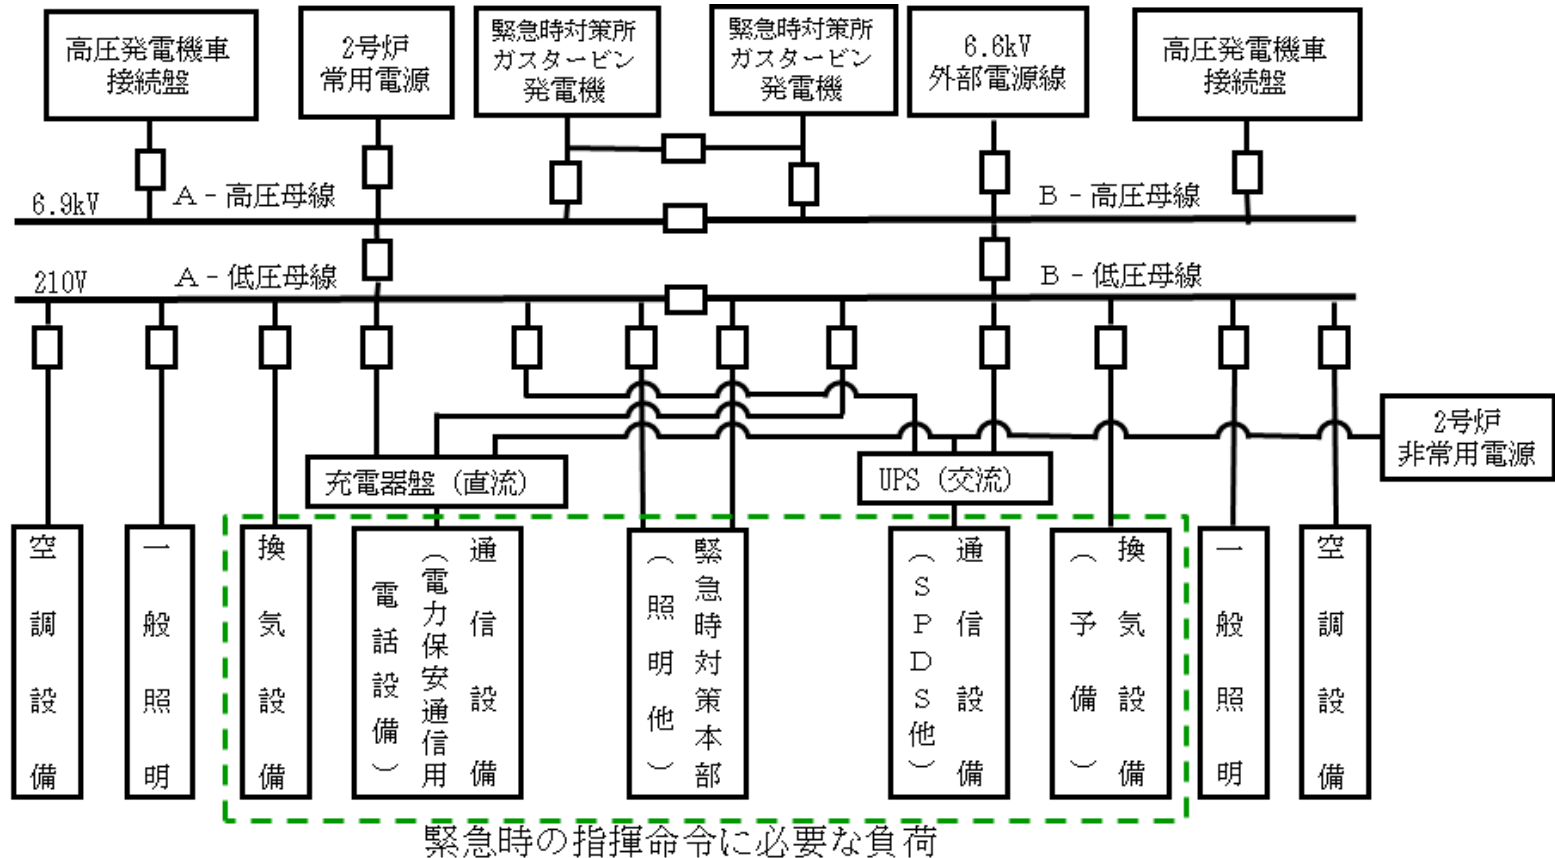 高圧発電機車
接続盤
2号炉
常用電源
緊急時対策所
ガスタービン
発電機
緊急時対策所
ガスタービン
発電機
6.6kV
外部電源線
高圧発電機車
接続盤
6.9kV
A - 高圧母線
B - 高圧母線
210V
A - 低圧母線
B - 低圧母線
2号炉
非常用電源
充電器盤（直流）
UPS（交流）
空調設備
一般照明
換気設備
通信設備
（電力保安通信用
電話設備）
緊急時対策本部
（照明他）
通信設備
（SPDS他）
換気設備
（予備）
一般照明
空調設備
緊急時の指揮命令に必要な負荷